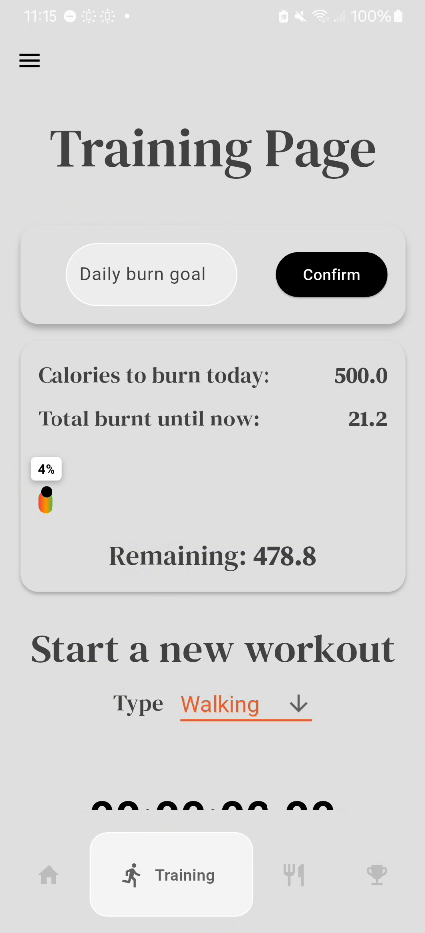 11:15 100%
Training Page
Daily burn goal Confirm
Calories to burn today: 500.0
Total burnt until now: 21.2
4%
Remaining: 478.8
Start a new workout
Type Walking
Training